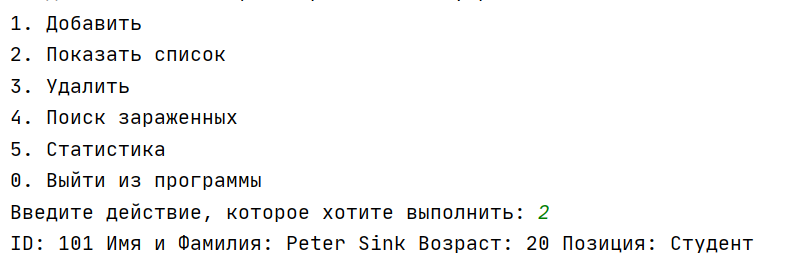 1. Добавить
2. Показать список
3. Удалить
4. Поиск зараженных
5. Статистика
0. Выйти из программы
Введите действие, которое хотите выполнить: 2
ID: 101 Имя и Фамилия: Peter Sink Возраст: 20 Позиция: Студент